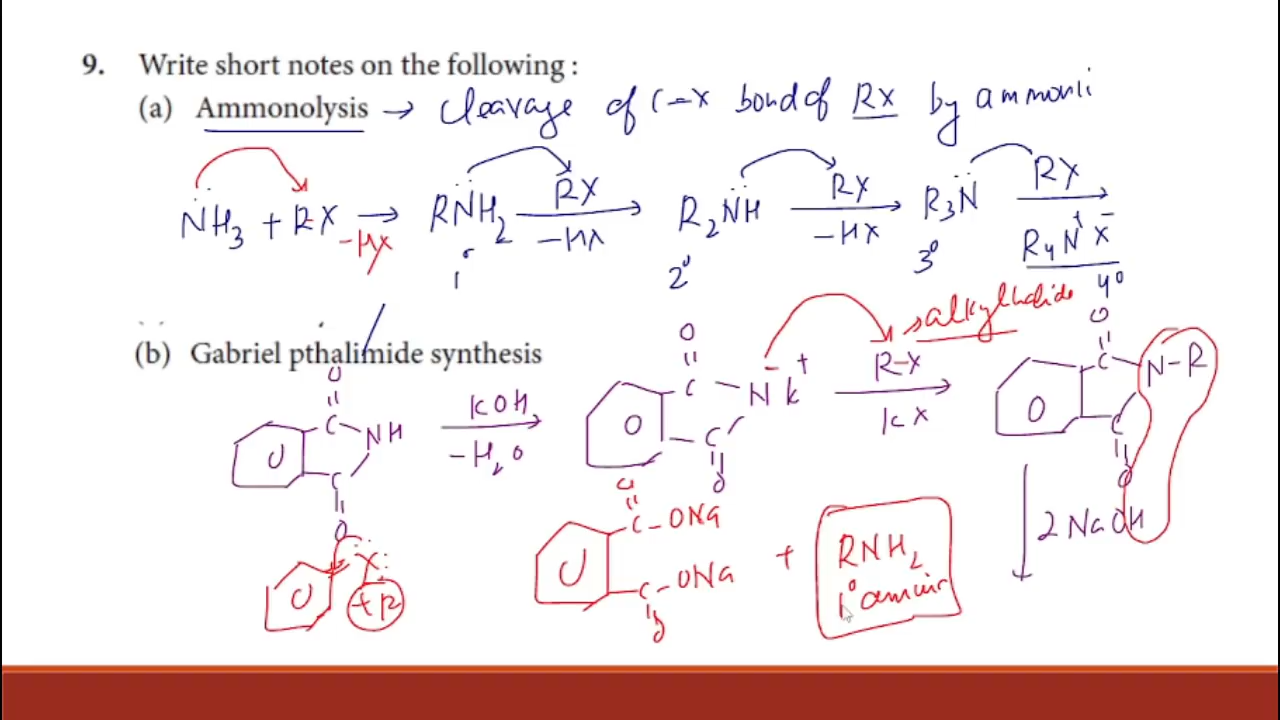 9. Write short notes on the following :
(a) Ammonolysis → cleavage of C-X bond of RX by ammoni
NH3 + RX → RNH2 RX → R2NH RX → R3N RX →
-HX -HX -HX R4N+ X-
1° 2° 3° 4°
→ alkylhalide
(b) Gabriel pthalimide synthesis
O O O
C NH KOH C N- K+ R-X C N-R
-H2O KX
C C C
O O O
2 NaOH
O
X:
C-ONa
+R
C-ONa + RNH2
O 1° amine